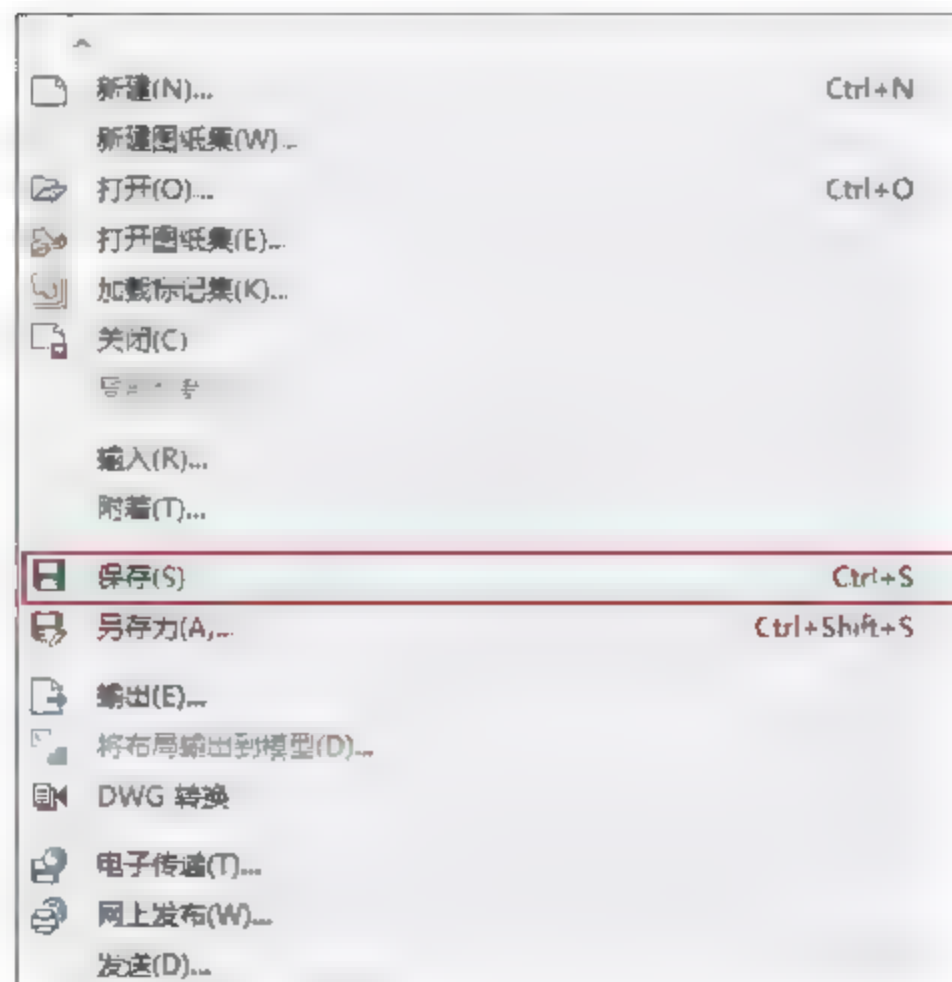 新建(N)... Ctrl+N
新建图纸集(W)...
打开(O)... Ctrl+O
打开图纸集(E)...
加载标记集(K)...
关闭(C)
输入(R)...
附着(T)...
保存(S) Ctrl+S
另存为(A)... Ctrl+Shift+S
输出(E)...
将布局输出到模型(D)...
DWG 转换
电子传递(T)...
网上发布(W)...
发送(D)...